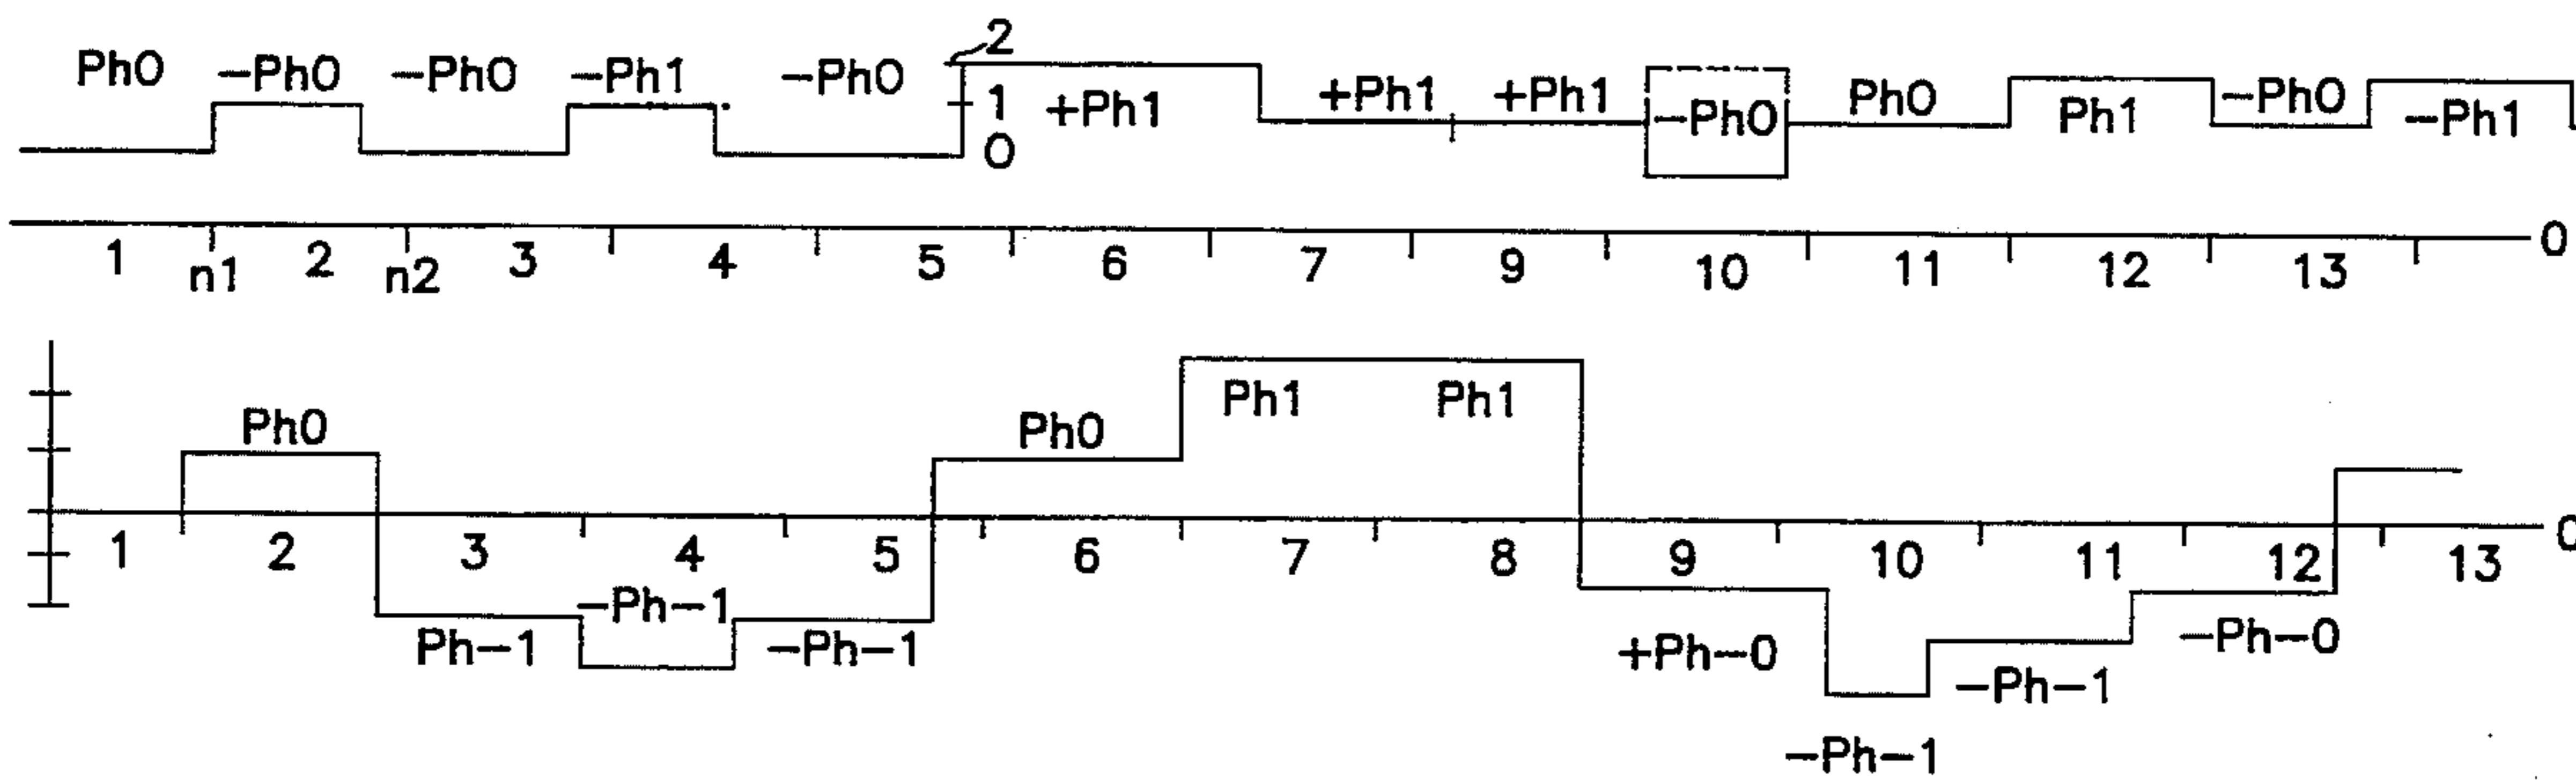 2
Ph0 -Ph0 -Ph0 -Ph1 -Ph0 1 +Ph1 +Ph1 +Ph1 -Ph0 Ph0 Ph1 -Ph0 -Ph1
0
1 n1 2 n2 3 4 5 6 7 9 10 11 12 13 0
Ph0 Ph0 Ph1 Ph1
1 2 3 4 5 6 7 8 9 10 11 12 13 0
Ph-1 -Ph-1 -Ph-1 +Ph-0 -Ph-1 -Ph-0
-Ph-1